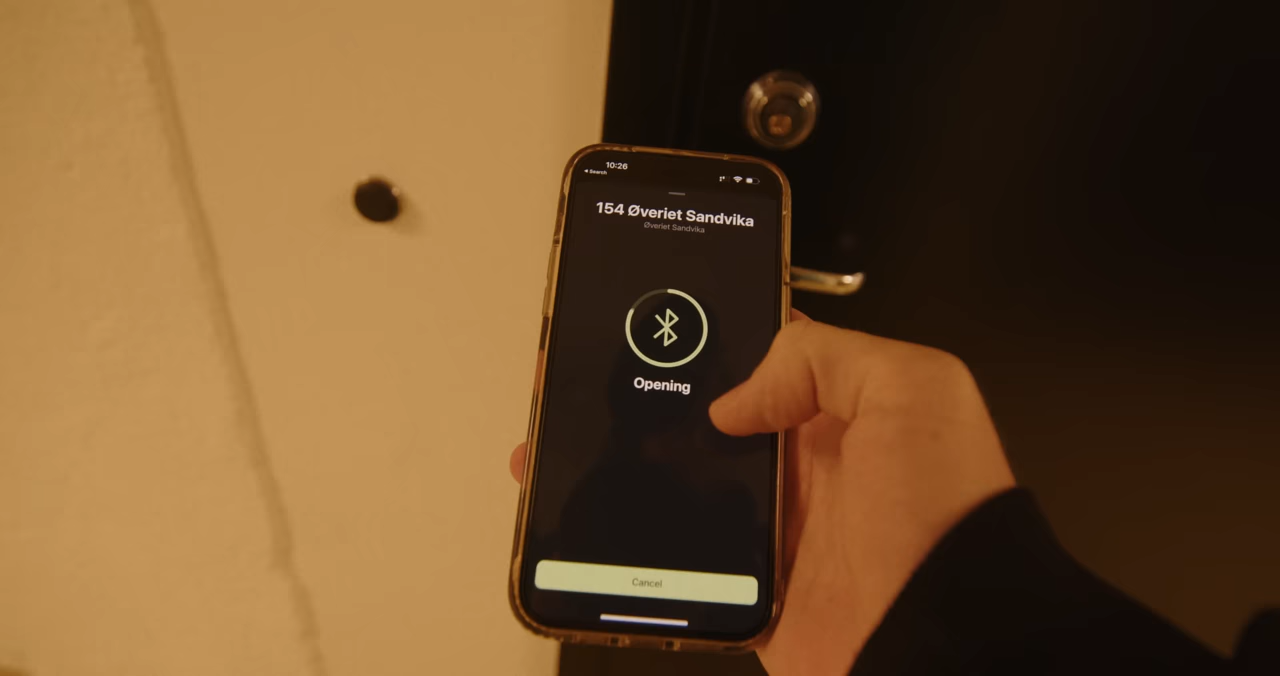 10:26
◀ Search
154 Øveriet Sandvika
Øveriet Sandvika
Opening
Cancel